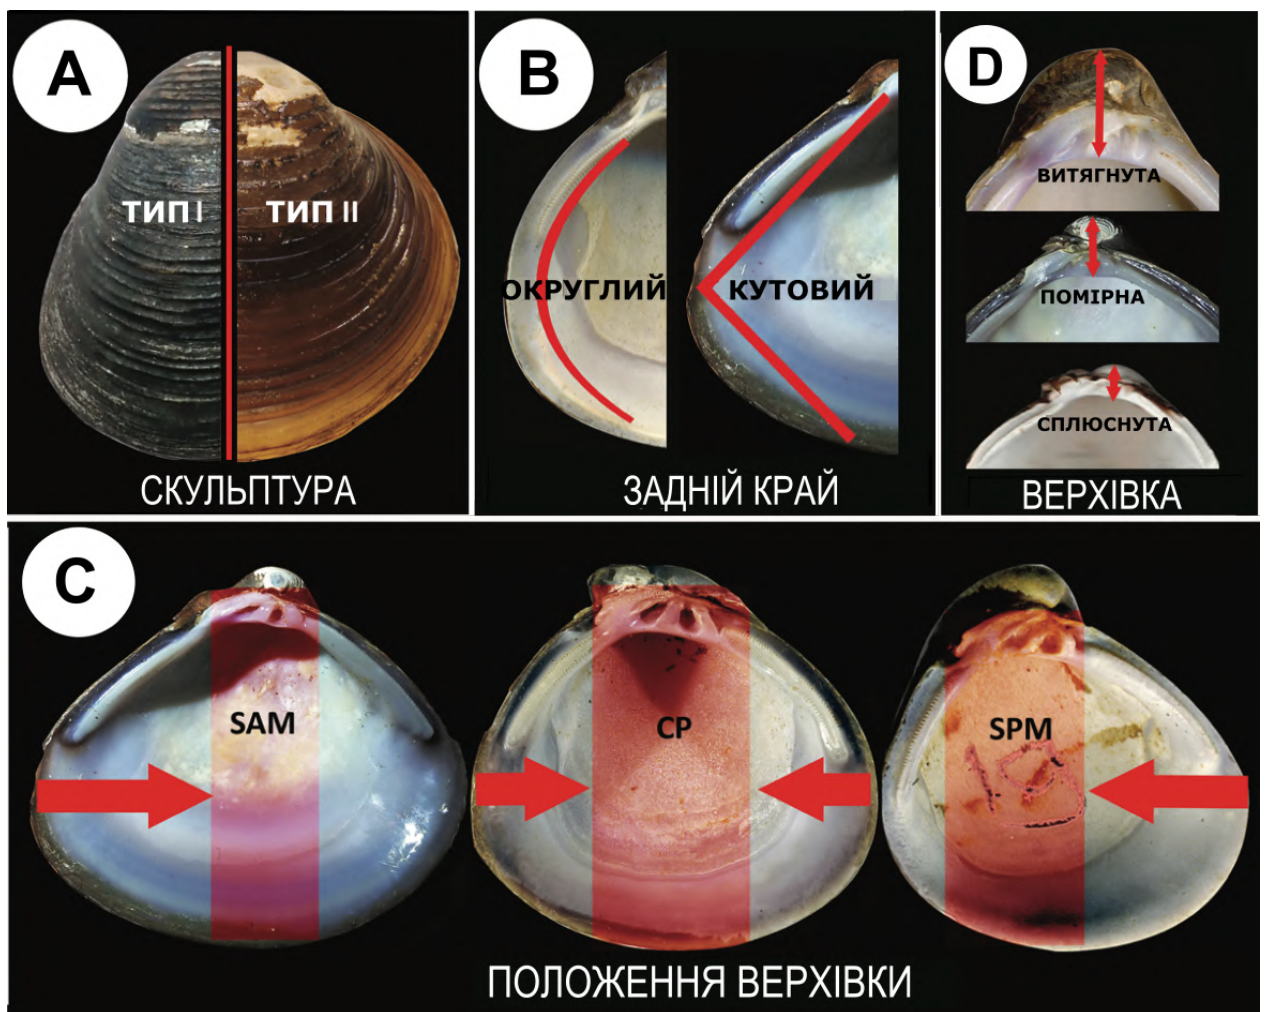 A
ТИП I
ТИП II
СКУЛЬПТУРА
B
ОКРУГЛИЙ
КУТОВИЙ
ЗАДНІЙ КРАЙ
D
ВИТЯГНУТА
ПОМІРНА
СПЛЮСНУТА
ВЕРХІВКА
C
SAM
CP
SPM
ПОЛОЖЕННЯ ВЕРХІВКИ